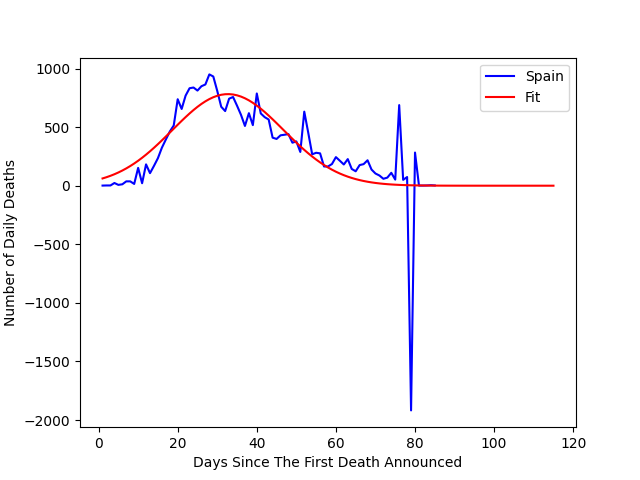 Spain
Fit
1000
500
0
−500
−1000
−1500
−2000
Number of Daily Deaths
0 20 40 60 80 100 120
Days Since The First Death Announced